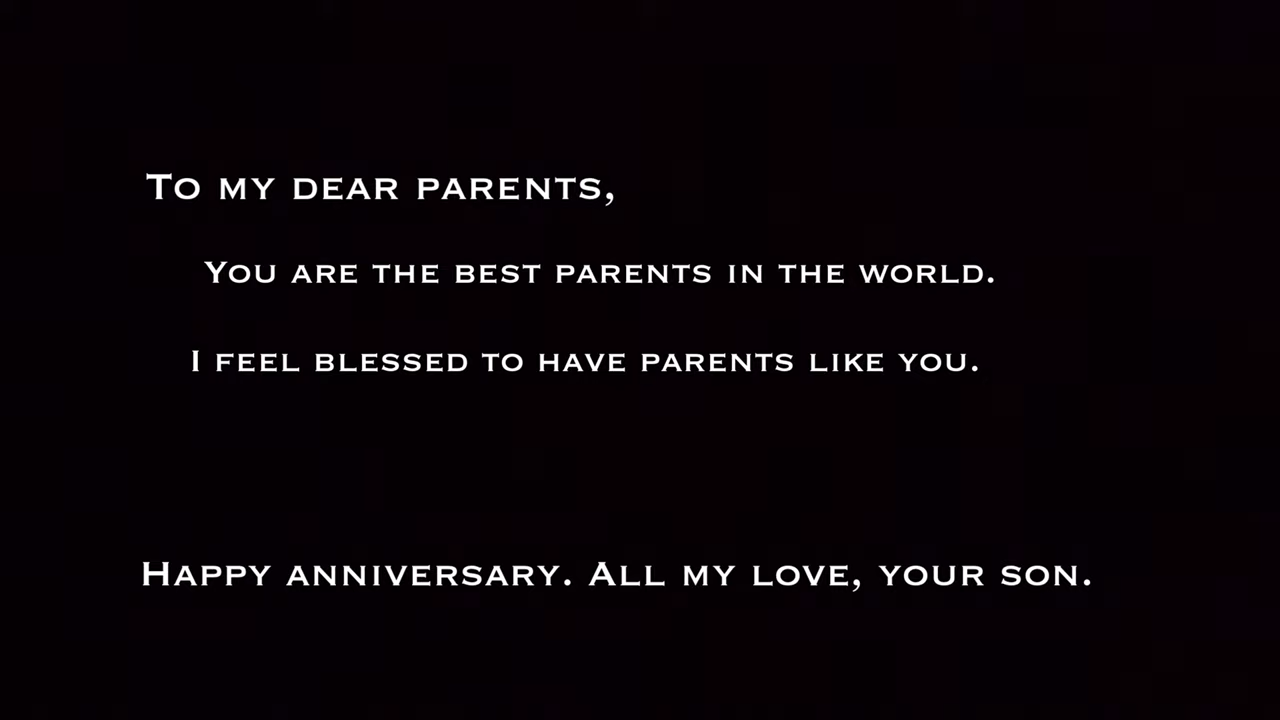 To my dear parents,
You are the best parents in the world.
I feel blessed to have parents like you.
Happy anniversary. All my love, your son.